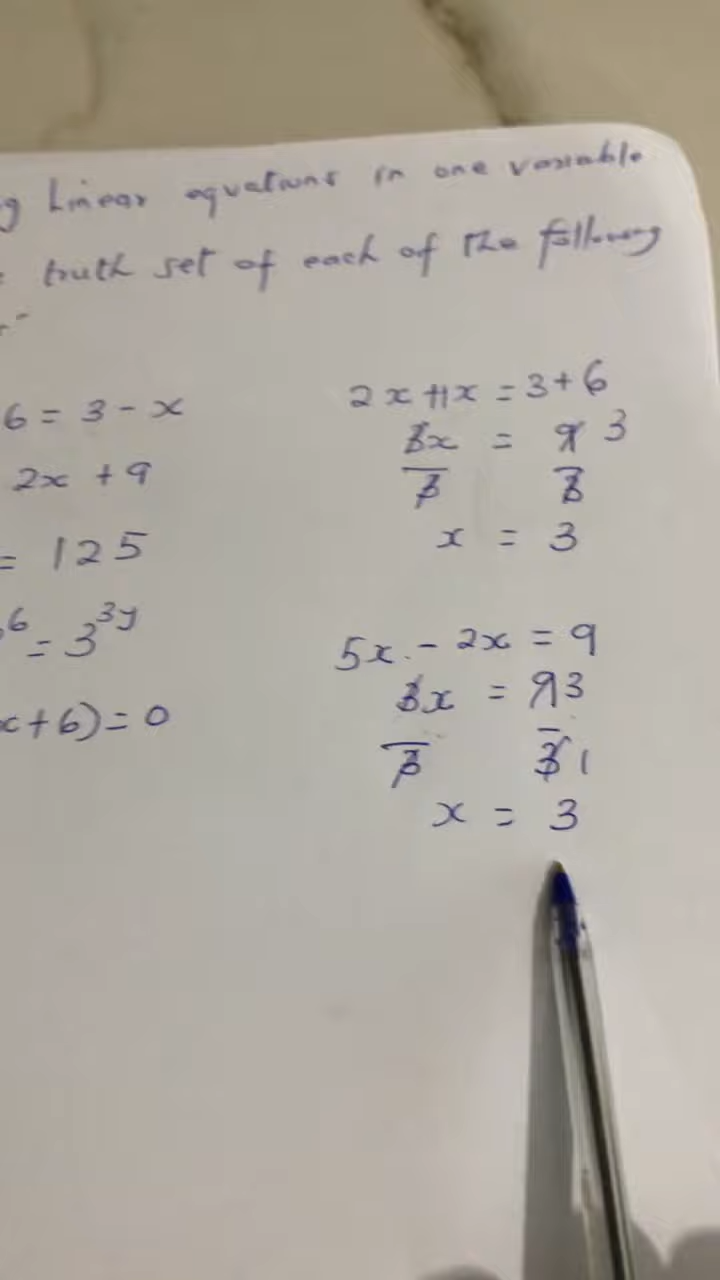 g Linear equations in one variable
truth set of each of the following
6 = 3 - x
2x + 9
= 125
6 = 3^3y
x+6) = 0
2x + 1x = 3 + 6
3x = 9 3
3 3
x = 3
5x - 2x = 9
3x = 9 3
3 3 1
x = 3